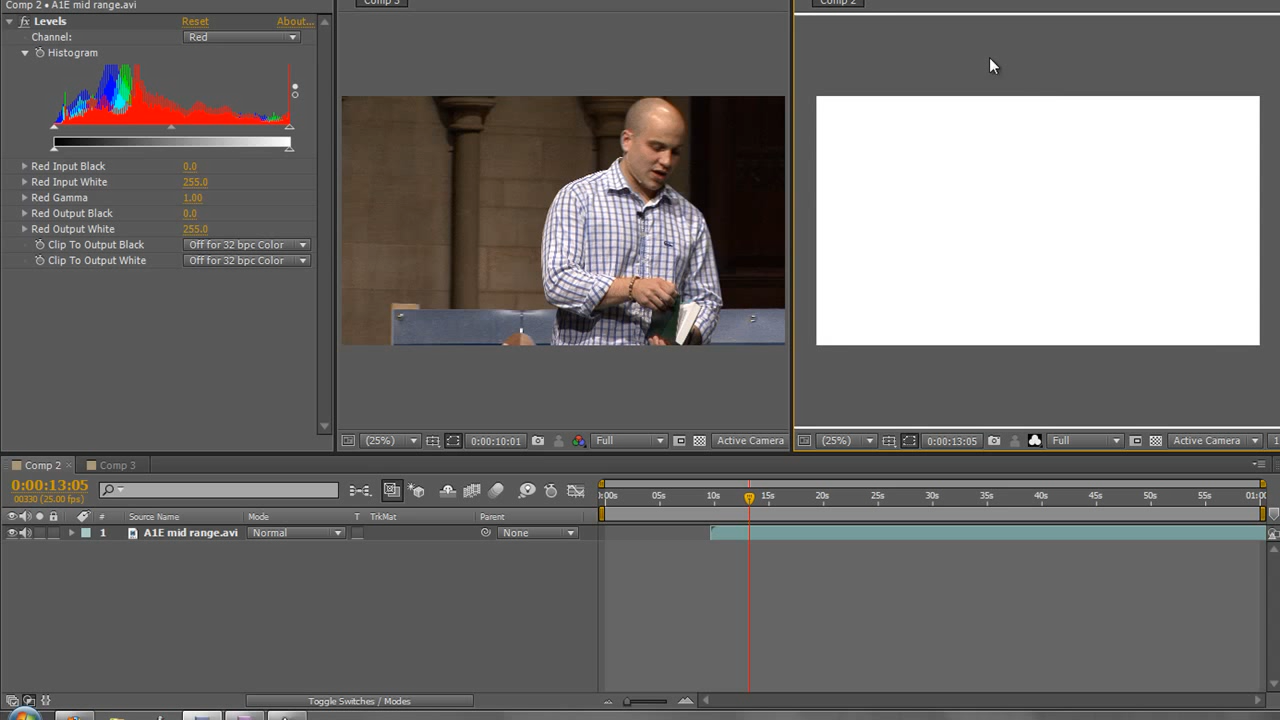 Comp 2 • A1E mid range.avi
Comp 3
Comp 2
fx Levels Reset About...
Channel: Red
Histogram
Red Input Black 0.0
Red Input White 255.0
Red Gamma 1.00
Red Output Black 0.0
Red Output White 255.0
Clip To Output Black Off for 32 bpc Color
Clip To Output White Off for 32 bpc Color
(25%) 0:00:10:01 Full Active Camera
(25%) 0:00:13:05 Full Active Camera 1
Comp 2 × Comp 3
0:00:13:05
00330 (25.00 fps)
:00s 05s 10s 15s 20s 25s 30s 35s 40s 45s 50s 55s 01:00
# Source Name Mode T TrkMat Parent
1 A1E mid range.avi Normal None
Toggle Switches / Modes